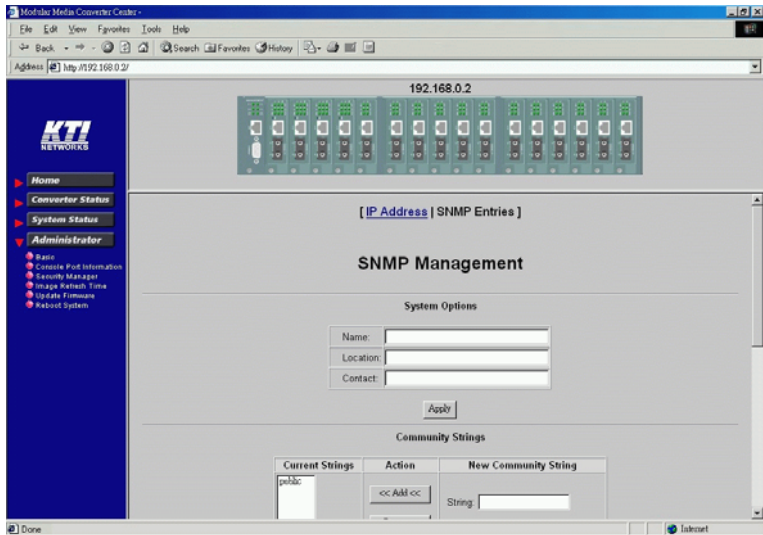 Modular Media Converter Center -
File Edit View Favorites Tools Help
Back Search Favorites History
Address http://192.168.0.2/
192.168.0.2
KTI
NETWORKS
Home
Converter Status
System Status
Administrator
Basic
Console Port Information
Security Manager
Image Refresh Time
Update Firmware
Reboot System
[ IP Address | SNMP Entries ]
SNMP Management
System Options
Name:
Location:
Contact:
Apply
Community Strings
Current Strings Action New Community String
public
<< Add <<
String:
Done
Internet